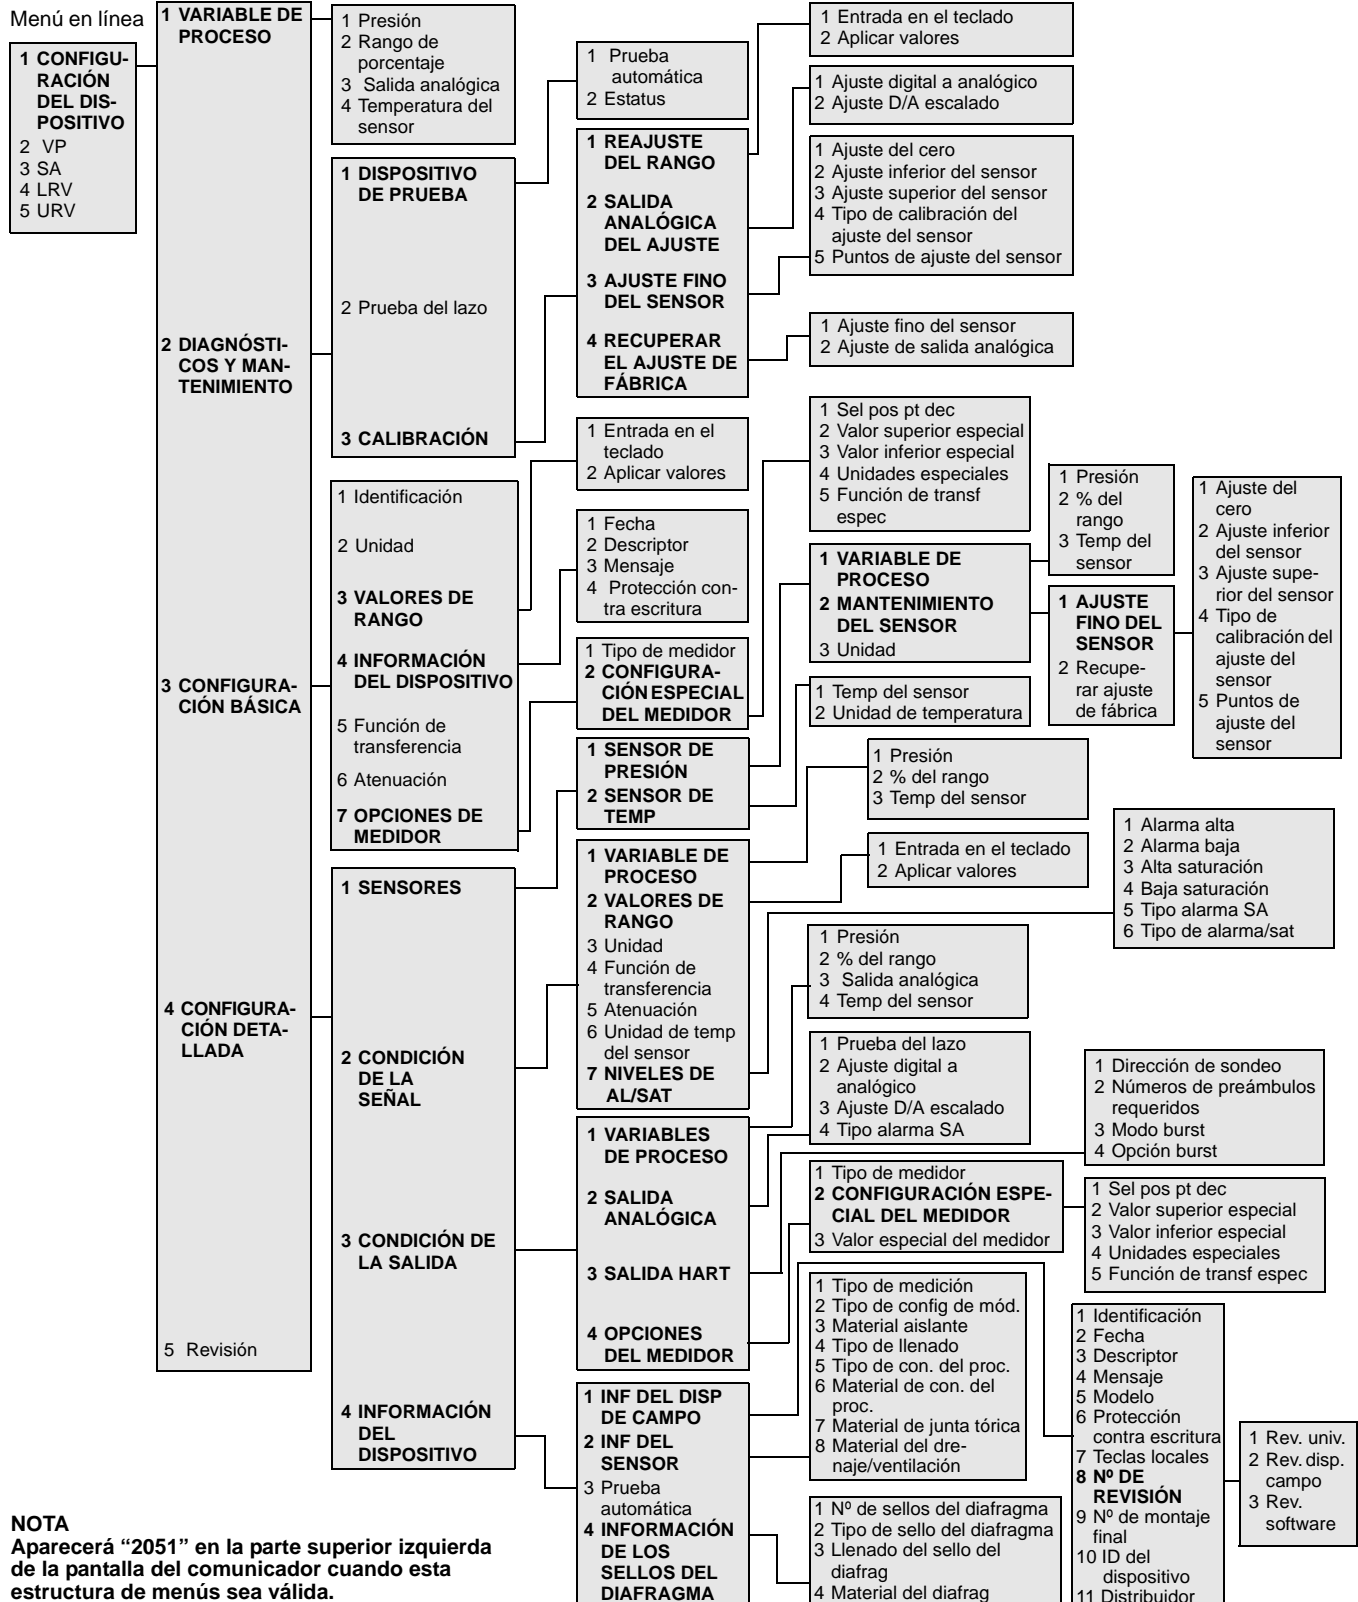 Menú en línea
1 CONFIGU-
RACIÓN
DEL DIS-
POSITIVO
2 VP
3 SA
4 LRV
5 URV
1 VARIABLE DE
PROCESO
2 DIAGNÓSTI-
COS Y MAN-
TENIMIENTO
3 CONFIGURA-
CIÓN BÁSICA
4 CONFIGURA-
CIÓN DETA-
LLADA
5 Revisión
1 Presión
2 Rango de
porcentaje
3 Salida analógica
4 Temperatura del
sensor
1 DISPOSITIVO
DE PRUEBA
2 Prueba del lazo
3 CALIBRACIÓN
1 Identificación
2 Unidad
3 VALORES DE
RANGO
4 INFORMACIÓN
DEL DISPOSITIVO
5 Función de
transferencia
6 Atenuación
7 OPCIONES DE
MEDIDOR
1 SENSORES
2 CONDICIÓN
DE LA
SEÑAL
3 CONDICIÓN DE
LA SALIDA
4 INFORMACIÓN
DEL
DISPOSITIVO
1 Prueba
automática
2 Estatus
1 REAJUSTE
DEL RANGO
2 SALIDA
ANALÓGICA
DEL AJUSTE
3 AJUSTE FINO
DEL SENSOR
4 RECUPERAR
EL AJUSTE DE
FÁBRICA
1 Entrada en el
teclado
2 Aplicar valores
1 Fecha
2 Descriptor
3 Mensaje
4 Protección con-
tra escritura
1 Tipo de medidor
2 CONFIGURA-
CIÓN ESPECIAL
DEL MEDIDOR
1 SENSOR DE
PRESIÓN
2 SENSOR DE
TEMP
1 VARIABLE DE
PROCESO
2 VALORES DE
RANGO
3 Unidad
4 Función de
transferencia
5 Atenuación
6 Unidad de temp
del sensor
7 NIVELES DE
AL/SAT
1 VARIABLES
DE PROCESO
2 SALIDA
ANALÓGICA
3 SALIDA HART
4 OPCIONES
DEL MEDIDOR
1 INF DEL DISP
DE CAMPO
2 INF DEL
SENSOR
3 Prueba
automática
4 INFORMACIÓN
DE LOS
SELLOS DEL
DIAFRAGMA
1 Entrada en el teclado
2 Aplicar valores
1 Ajuste digital a analógico
2 Ajuste D/A escalado
1 Ajuste del cero
2 Ajuste inferior del sensor
3 Ajuste superior del sensor
4 Tipo de calibración del
ajuste del sensor
5 Puntos de ajuste del sensor
1 Ajuste fino del sensor
2 Ajuste de salida analógica
1 Sel pos pt dec
2 Valor superior especial
3 Valor inferior especial
4 Unidades especiales
5 Función de transf
espec
1 VARIABLE DE
PROCESO
2 MANTENIMIENTO
DEL SENSOR
3 Unidad
1 Temp del sensor
2 Unidad de temperatura
1 Presión
2 % del
rango
3 Temp del
sensor
1 AJUSTE
FINO DEL
SENSOR
2 Recupe-
rar ajuste
de fábrica
1 Ajuste del
cero
2 Ajuste inferior
del sensor
3 Ajuste supe-
rior del sensor
4 Tipo de
calibración del
ajuste del
sensor
5 Puntos de
ajuste del
sensor
1 Presión
2 % del rango
3 Temp del sensor
1 Entrada en el teclado
2 Aplicar valores
1 Alarma alta
2 Alarma baja
3 Alta saturación
4 Baja saturación
5 Tipo alarma SA
6 Tipo de alarma/sat
1 Presión
2 % del rango
3 Salida analógica
4 Temp del sensor
1 Prueba del lazo
2 Ajuste digital a
analógico
3 Ajuste D/A escalado
4 Tipo alarma SA
1 Dirección de sondeo
2 Números de preámbulos
requeridos
3 Modo burst
4 Opción burst
1 Tipo de medidor
2 CONFIGURACIÓN ESPE-
CIAL DEL MEDIDOR
3 Valor especial del medidor
1 Sel pos pt dec
2 Valor superior especial
3 Valor inferior especial
4 Unidades especiales
5 Función de transf espec
1 Tipo de medición
2 Tipo de config de mód.
3 Material aislante
4 Tipo de llenado
5 Tipo de con. del proc.
6 Material de con. del
proc.
7 Material de junta tórica
8 Material del dre-
naje/ventilación
1 Identificación
2 Fecha
3 Descriptor
4 Mensaje
5 Modelo
6 Protección
contra escritura
7 Teclas locales
8 Nº DE
REVISIÓN
9 Nº de montaje
final
10 ID del
dispositivo
11 Distribuidor
1 Rev. univ.
2 Rev. disp.
campo
3 Rev.
software
1 Nº de sellos del diafragma
2 Tipo de sello del diafragma
3 Llenado del sello del
diafrag
4 Material del diafrag
NOTA
Aparecerá “2051” en la parte superior izquierda
de la pantalla del comunicador cuando esta
estructura de menús sea válida.